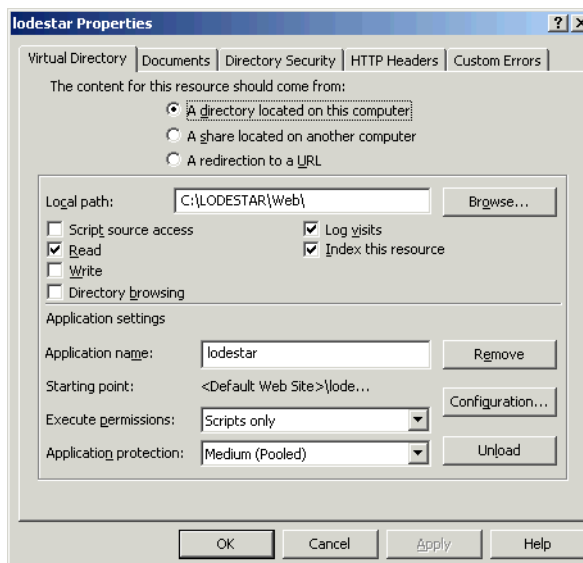 lodestar Properties
Virtual Directory Documents Directory Security HTTP Headers Custom Errors
The content for this resource should come from:
A directory located on this computer
A share located on another computer
A redirection to a URL
Local path: C:\LODESTAR\Web\ Browse...
Script source access Log visits
Read Index this resource
Write
Directory browsing
Application settings
Application name: lodestar Remove
Starting point: <Default Web Site>\lode...
Configuration...
Execute permissions: Scripts only
Application protection: Medium (Pooled) Unload
OK Cancel Apply Help